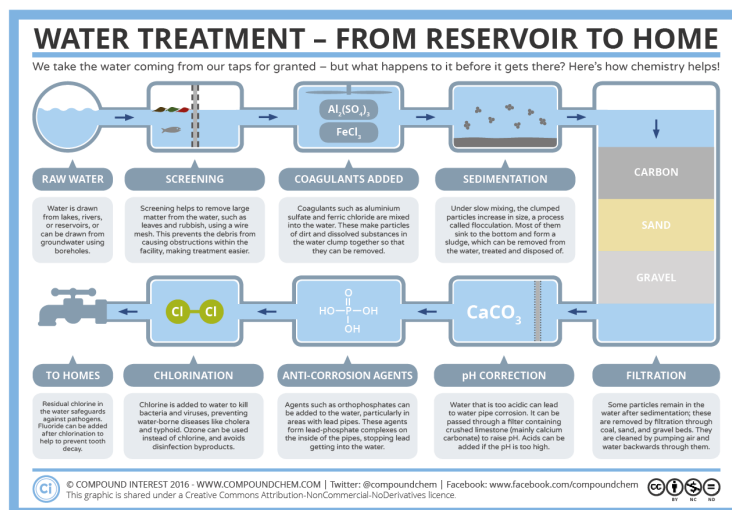 WATER TREATMENT – FROM RESERVOIR TO HOME
We take the water coming from our taps for granted – but what happens to it before it gets there? Here's how chemistry helps!
Al₂(SO₄)₃
FeCl₃
RAW WATER
Water is drawn
from lakes, rivers,
or reservoirs, or
can be drawn from
groundwater using
boreholes.
SCREENING
Screening helps to remove large
matter from the water, such as
leaves and rubbish, using a wire
mesh. This prevents the debris from
causing obstructions within the
facility, making treatment easier.
COAGULANTS ADDED
Coagulants such as aluminium
sulfate and ferric chloride are mixed
into the water. These make particles
of dirt and dissolved substances in
the water clump together so that
they can be removed.
SEDIMENTATION
Under slow mixing, the clumped
particles increase in size, a process
called flocculation. Most of them
sink to the bottom and form a
sludge, which can be removed from
the water, treated and disposed of.
CARBON
SAND
GRAVEL
Cl Cl
O
HO P OH
OH
CaCO₃
TO HOMES
Residual chlorine in
the water safeguards
against pathogens.
Fluoride can be added
after chlorination to
help to prevent tooth
decay.
CHLORINATION
Chlorine is added to water to kill
bacteria and viruses, preventing
water-borne diseases like cholera
and typhoid. Ozone can be used
instead of chlorine, and avoids
disinfection byproducts.
ANTI-CORROSION AGENTS
Agents such as orthophosphates can
be added to the water, particularly in
areas with lead pipes. These agents
form lead-phosphate complexes on
the inside of the pipes, stopping lead
getting into the water.
pH CORRECTION
Water that is too acidic can lead
to water pipe corrosion. It can be
passed through a filter containing
crushed limestone (mainly calcium
carbonate) to raise pH. Acids can be
added if the pH is too high.
FILTRATION
Some particles remain in the
water after sedimentation; these
are removed by filtration through
coal, sand, and gravel beds. They
are cleaned by pumping air and
water backwards through them.
Ci
© COMPOUND INTEREST 2016 - WWW.COMPOUNDCHEM.COM | Twitter: @compoundchem | Facebook: www.facebook.com/compoundchem
This graphic is shared under a Creative Commons Attribution-NonCommercial-NoDerivatives licence.
cc
BY NC ND